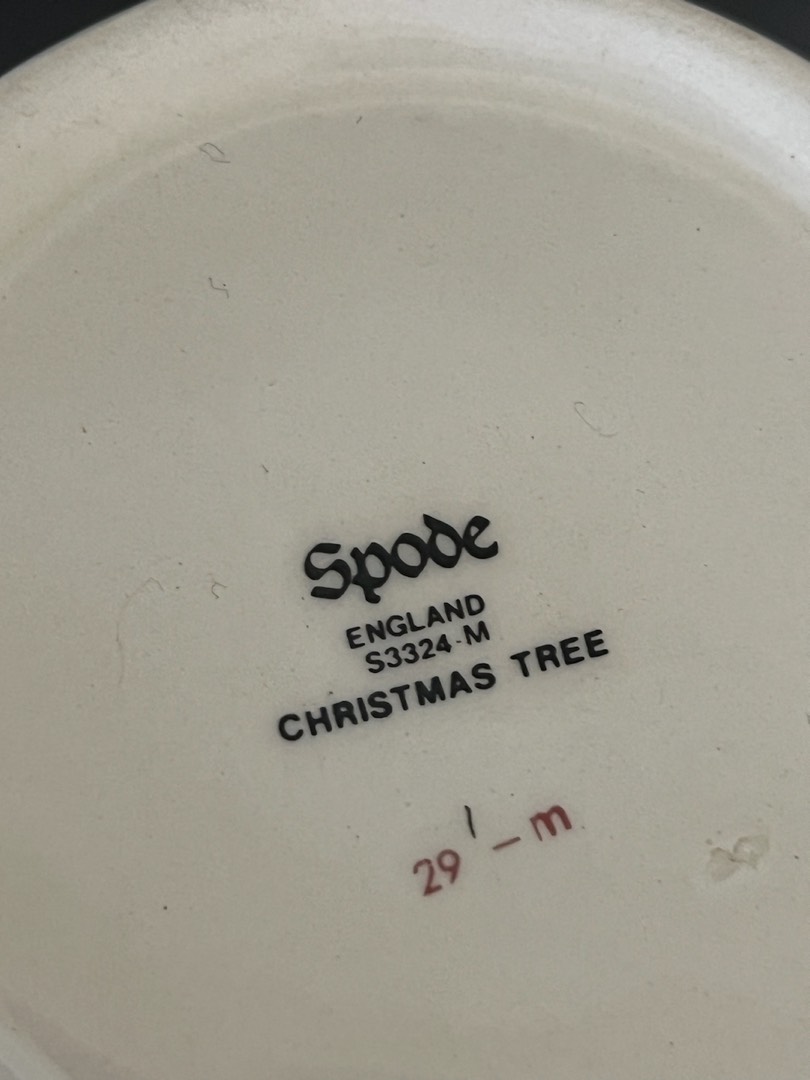 Spode
ENGLAND
S3324-M
CHRISTMAS TREE
29 1 - m